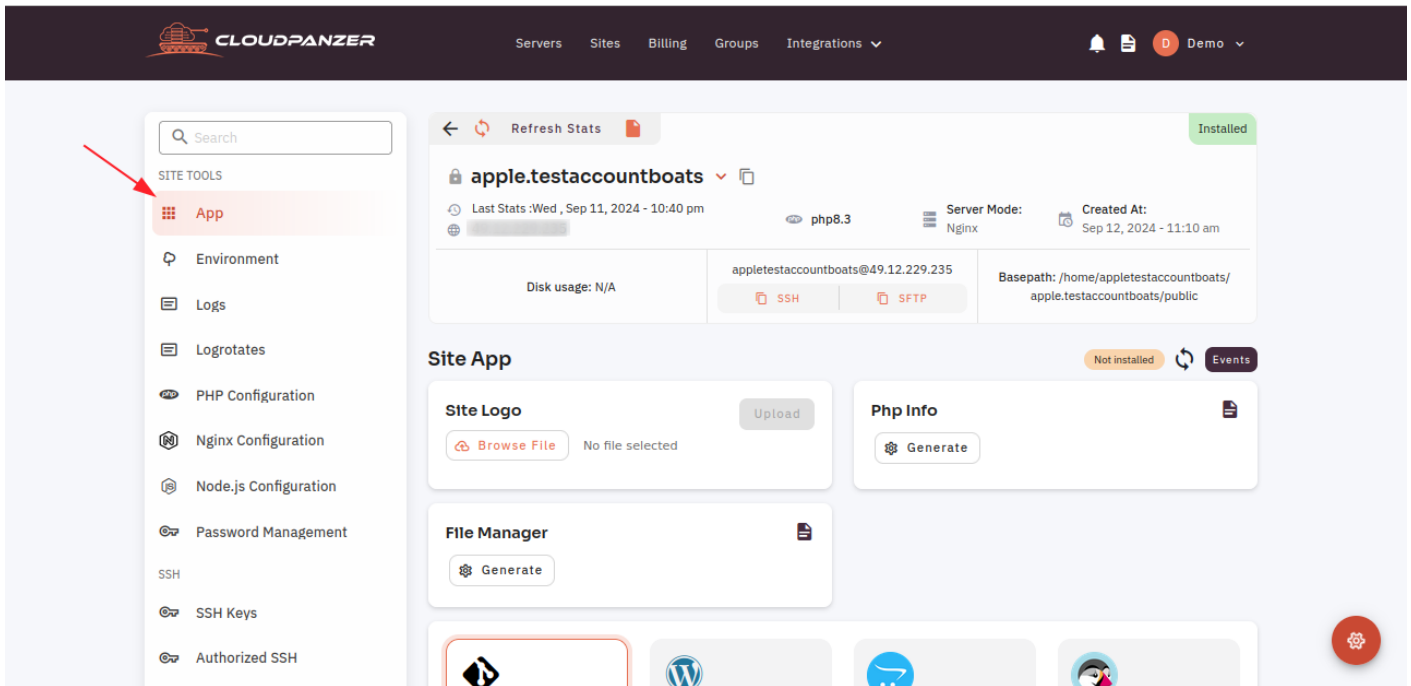 CLOUDPANZER
Servers Sites Billing Groups Integrations
D Demo
Search
SITE TOOLS
App
Environment
Logs
Logrotates
PHP Configuration
Nginx Configuration
Node.js Configuration
Password Management
SSH
SSH Keys
Authorized SSH
Refresh Stats
Installed
apple.testaccountboats
Last Stats :Wed , Sep 11, 2024 - 10:40 pm
php php8.3
Server Mode:
Nginx
Created At:
Sep 12, 2024 - 11:10 am
Disk usage: N/A
appletestaccountboats@49.12.229.235
SSH SFTP
Basepath: /home/appletestaccountboats/
apple.testaccountboats/public
Site App
Not installed Events
Site Logo
Upload
Browse File No file selected
Php Info
Generate
File Manager
Generate